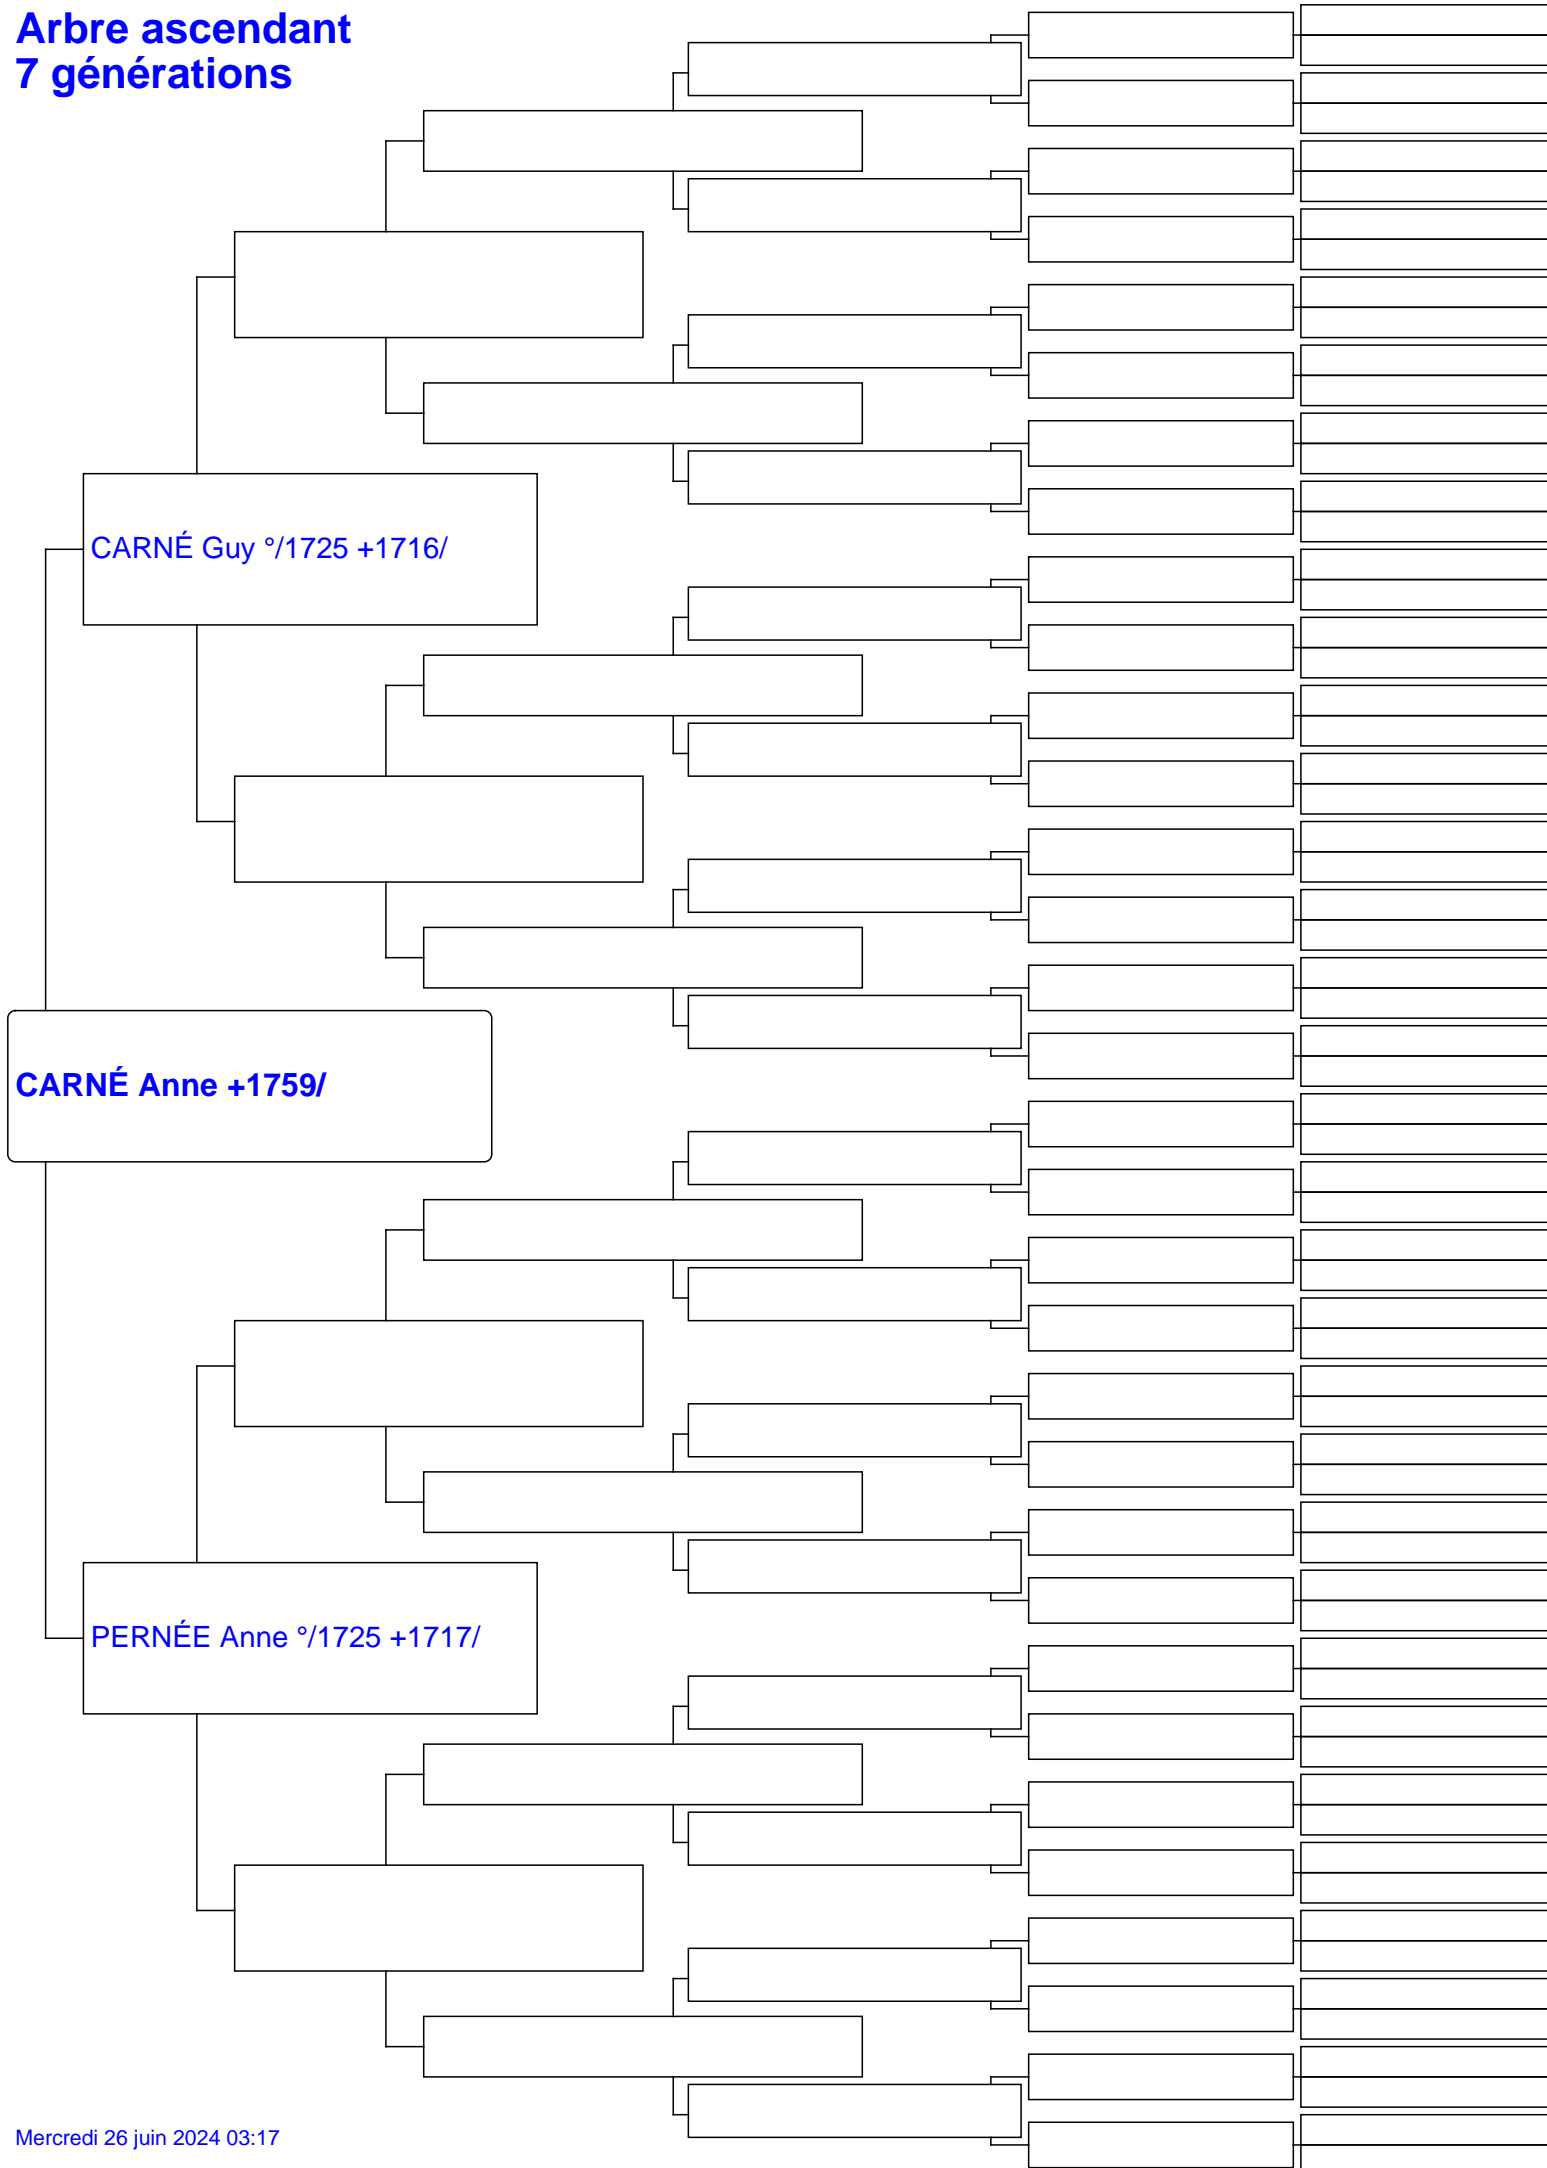 Arbre ascendant
7 générations
CARNÉ Guy °/1725 +1716/
CARNÉ Anne +1759/
PERNÉE Anne °/1725 +1717/
Mercredi 26 juin 2024 03:17